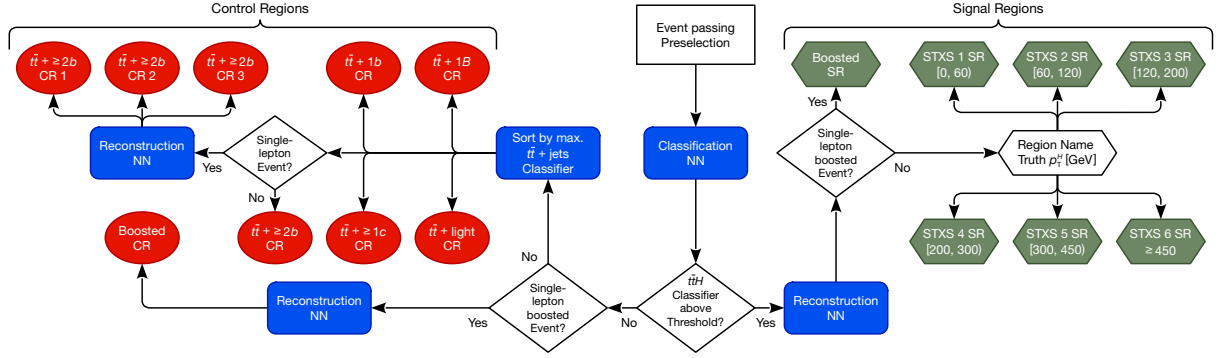 Control Regions
Signal Regions
Event passing
Preselection
tt̄ + ≥2b
CR 1
tt̄ + ≥2b
CR 2
tt̄ + ≥2b
CR 3
tt̄ + 1b
CR
tt̄ + 1B
CR
Boosted
SR
STXS 1 SR
[0, 60)
STXS 2 SR
[60, 120)
STXS 3 SR
[120, 200)
Reconstruction
NN
Yes
Single-
lepton
Event?
No
Sort by max.
tt̄ + jets
Classifier
Classification
NN
Yes
Single-
lepton
boosted
Event?
No
Region Name
Truth p_T^H [GeV]
Boosted
CR
tt̄ + ≥2b
CR
tt̄ + ≥1c
CR
tt̄ + light
CR
No
STXS 4 SR
[200, 300)
STXS 5 SR
[300, 450)
STXS 6 SR
≥ 450
Reconstruction
NN
Yes
Single-
lepton-
boosted
Event?
No
tt̄H
Classifier
above
Threshold?
Yes
Reconstruction
NN